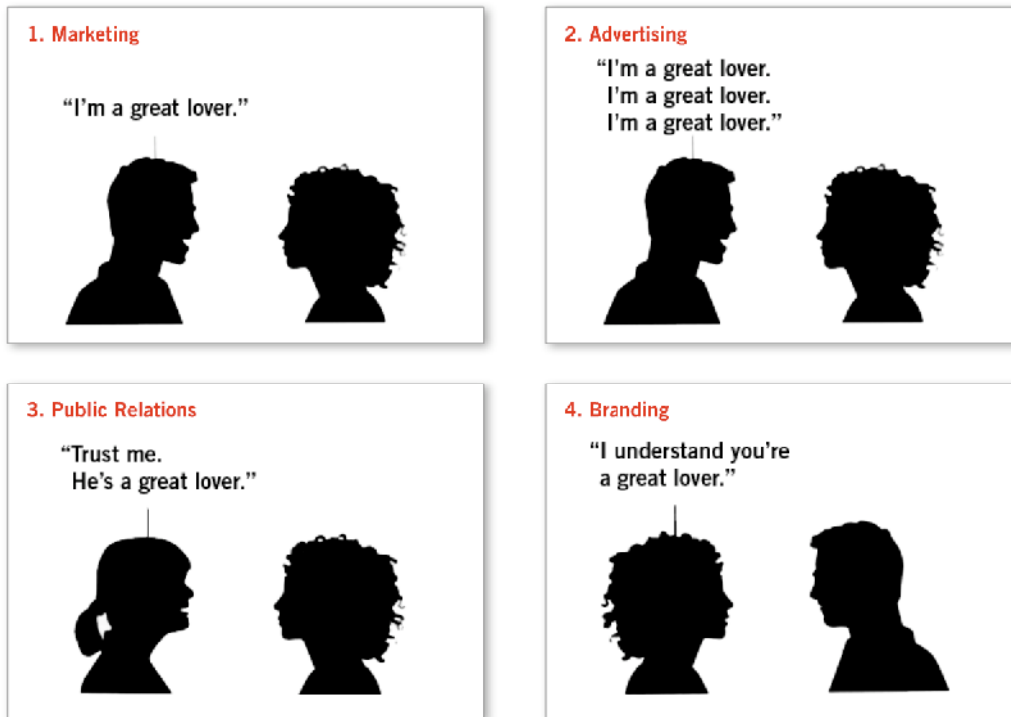 1. Marketing
“I’m a great lover.”
2. Advertising
“I'm a great lover.
I'm a great lover.
I'm a great lover.”
3. Public Relations
“Trust me.
He’s a great lover.”
4. Branding
“I understand you’re
a great lover.”